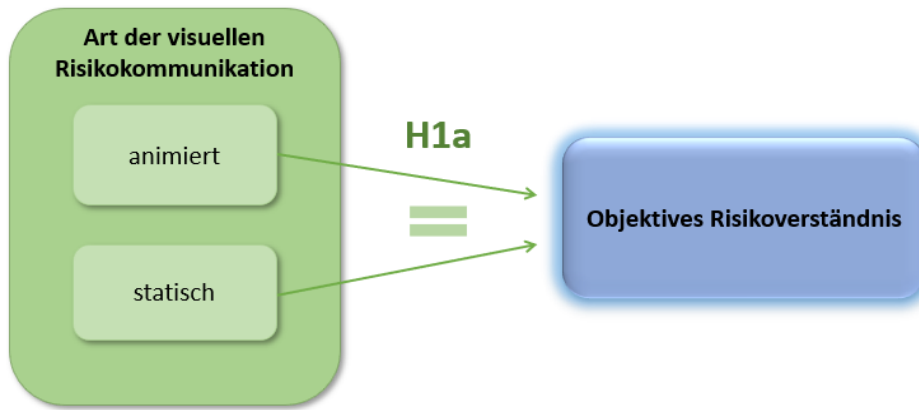 Art der visuellen
Risikokommunikation
animiert
H1a
=
Objektives Risikoverständnis
statisch